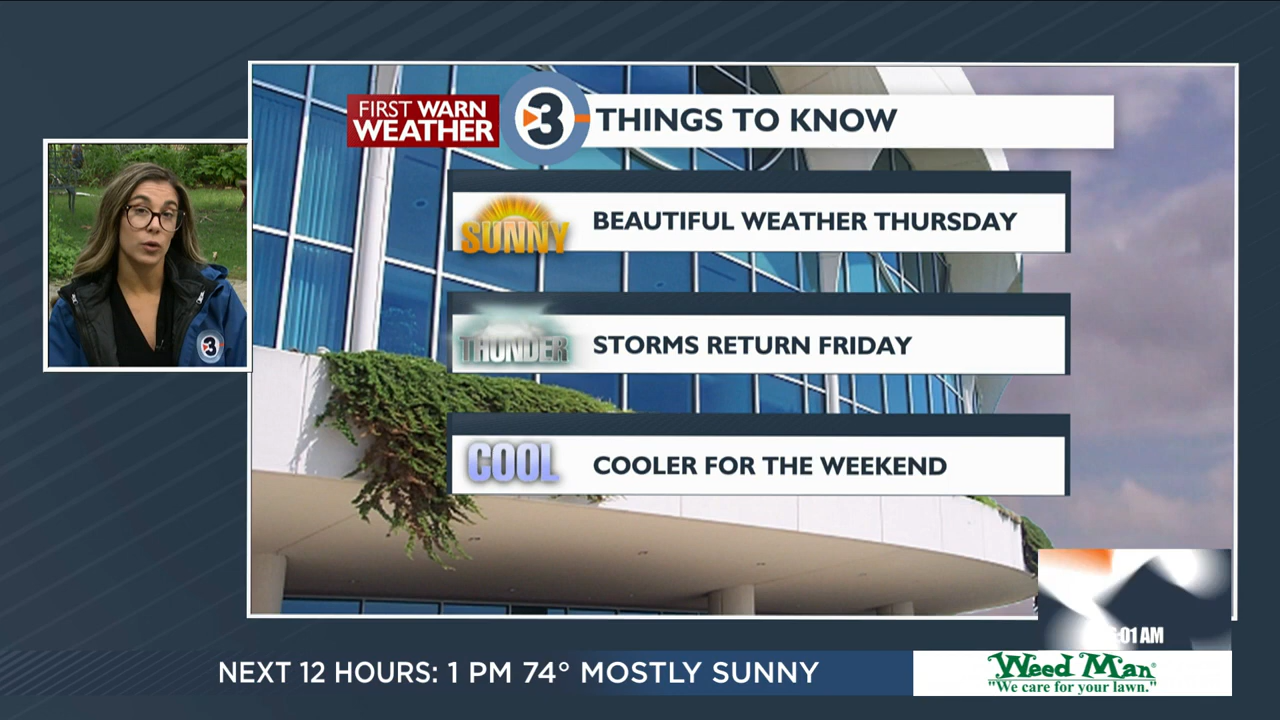 FIRST WARN
WEATHER
3 THINGS TO KNOW
SUNNY BEAUTIFUL WEATHER THURSDAY
3
THUNDER STORMS RETURN FRIDAY
COOL COOLER FOR THE WEEKEND
NEXT 12 HOURS: 1 PM 74° MOSTLY SUNNY
Weed Man®
"We care for your lawn."